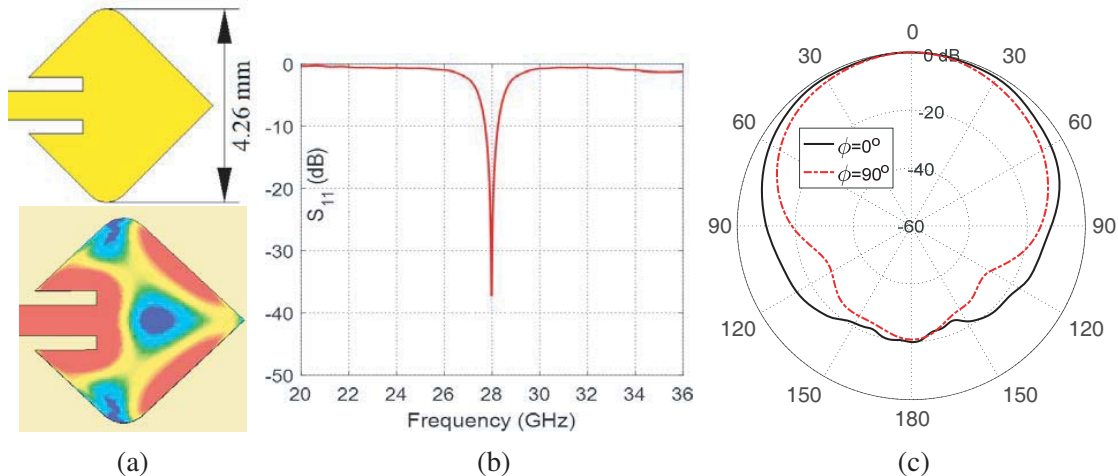 4.26 mm
(a)
0
-10
-20
-30
-40
-50
S11 (dB)
20 22 24 26 28 30 32 34 36
Frequency (GHz)
(b)
0
30 0 dB 30
60 -20 60
ϕ=0o
ϕ=90o
-40
90 -60 90
120 120
150 150
180
(c)